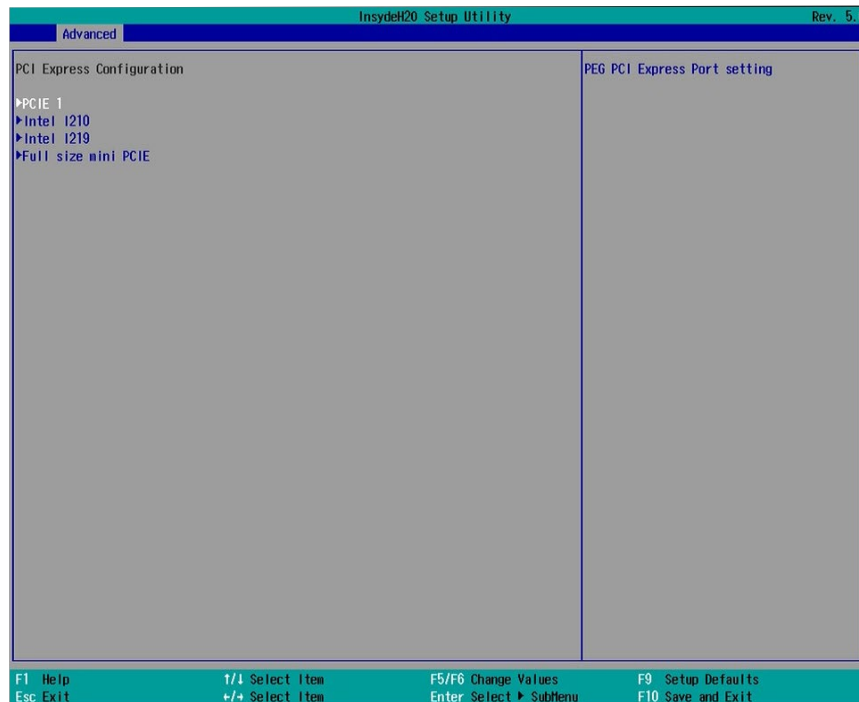 InsydeH20 Setup Utility Rev. 5.
Advanced
PCI Express Configuration PEG PCI Express Port setting
▶PCIE 1
▶Intel I210
▶Intel I219
▶Full size mini PCIE
F1 Help ↑/↓ Select Item F5/F6 Change Values F9 Setup Defaults
Esc Exit ←/→ Select Item Enter Select ▶ SubMenu F10 Save and Exit